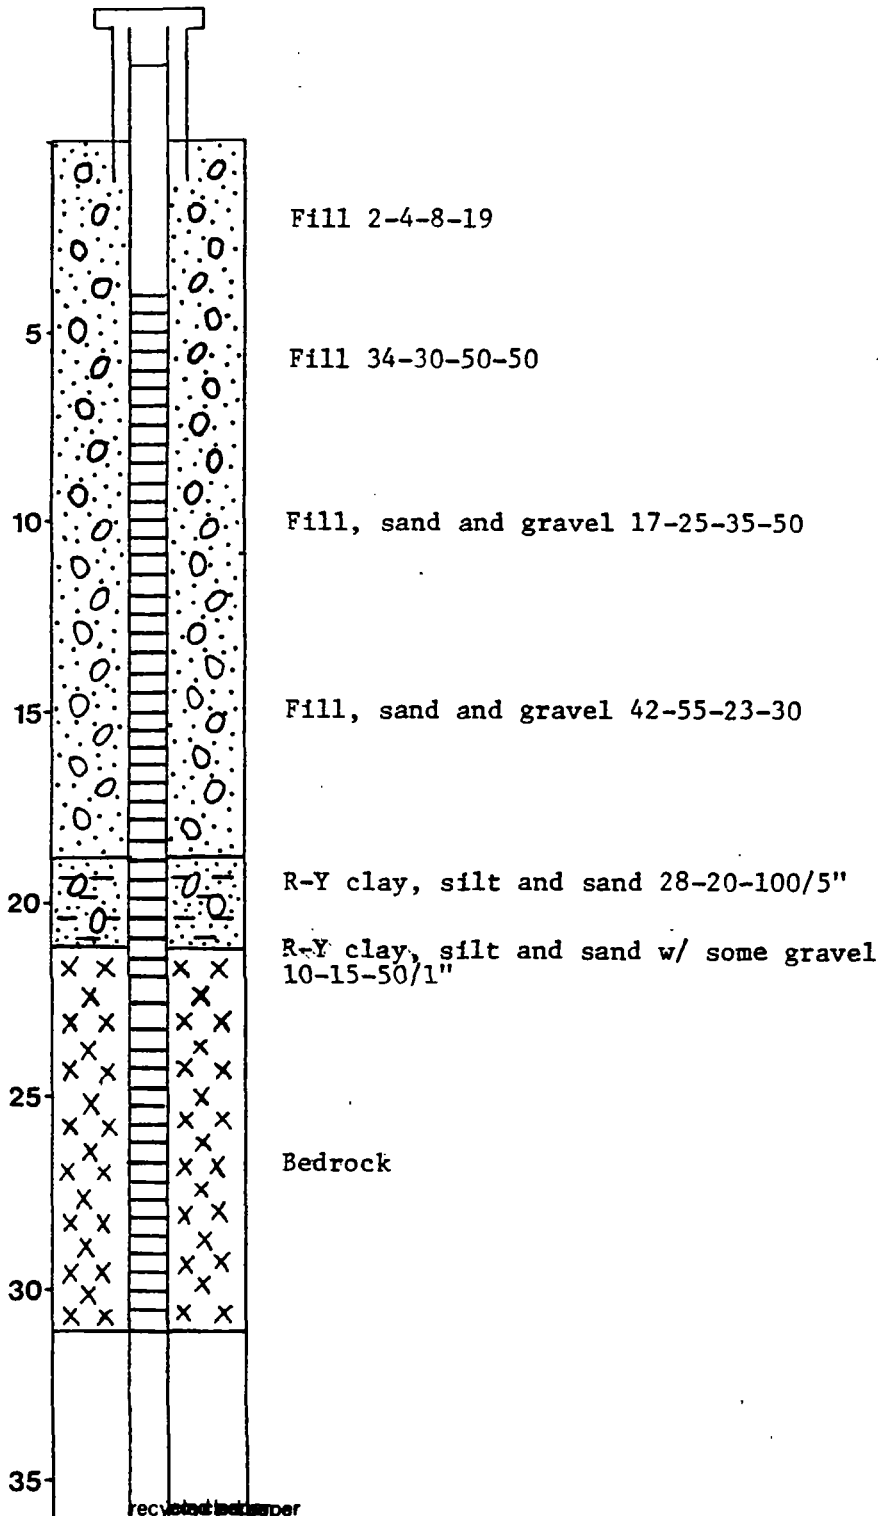 Fill 2-4-8-19
5
Fill 34-30-50-50
10
Fill, sand and gravel 17-25-35-50
15
Fill, sand and gravel 42-55-23-30
R-Y clay, silt and sand 28-20-100/5"
20
R-Y clay, silt and sand w/ some gravel
10-15-50/1"
25
Bedrock
30
35